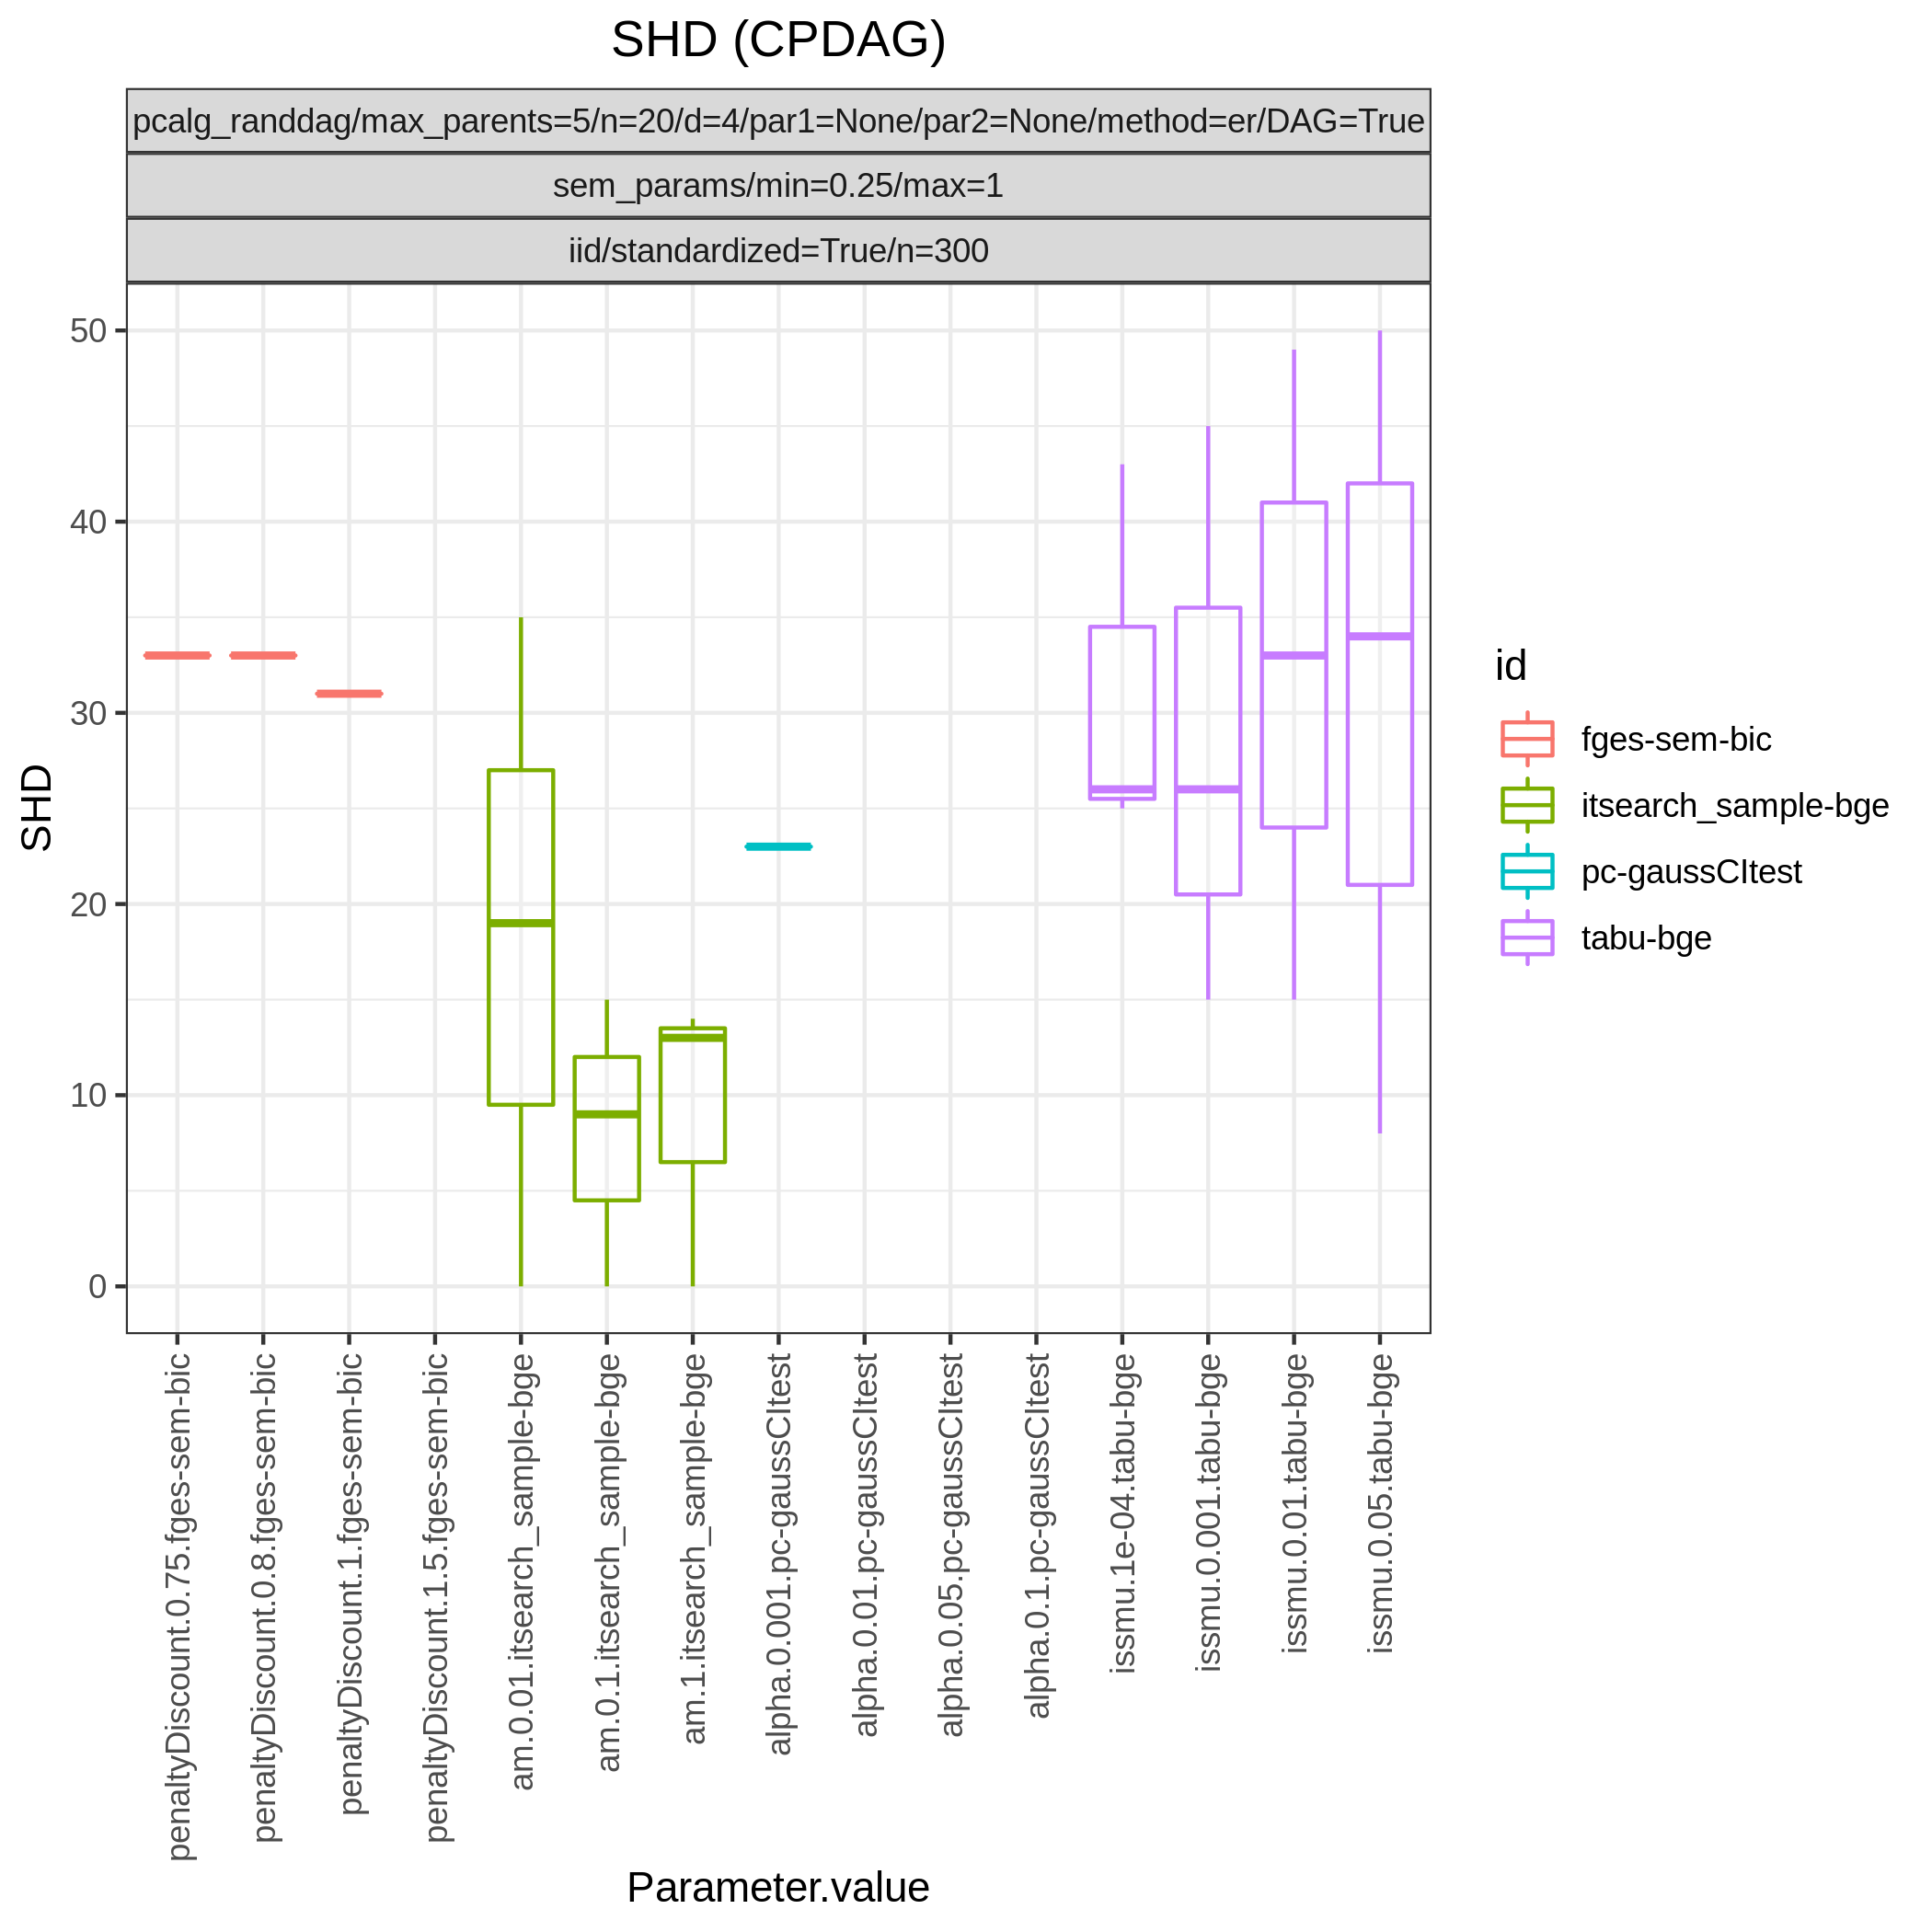 SHD (CPDAG)
pcalg_randdag/max_parents=5/n=20/d=4/par1=None/par2=None/method=er/DAG=True
sem_params/min=0.25/max=1
iid/standardized=True/n=300
50
40
30
20
10
0
SHD
penaltyDiscount.0.75.fges-sem-bic
penaltyDiscount.0.8.fges-sem-bic
penaltyDiscount.1.fges-sem-bic
penaltyDiscount.1.5.fges-sem-bic
am.0.01.itsearch_sample-bge
am.0.1.itsearch_sample-bge
am.1.itsearch_sample-bge
alpha.0.001.pc-gaussCItest
alpha.0.01.pc-gaussCItest
alpha.0.05.pc-gaussCItest
alpha.0.1.pc-gaussCItest
issmu.1e-04.tabu-bge
issmu.0.001.tabu-bge
issmu.0.01.tabu-bge
issmu.0.05.tabu-bge
Parameter.value
id
fges-sem-bic
itsearch_sample-bge
pc-gaussCItest
tabu-bge